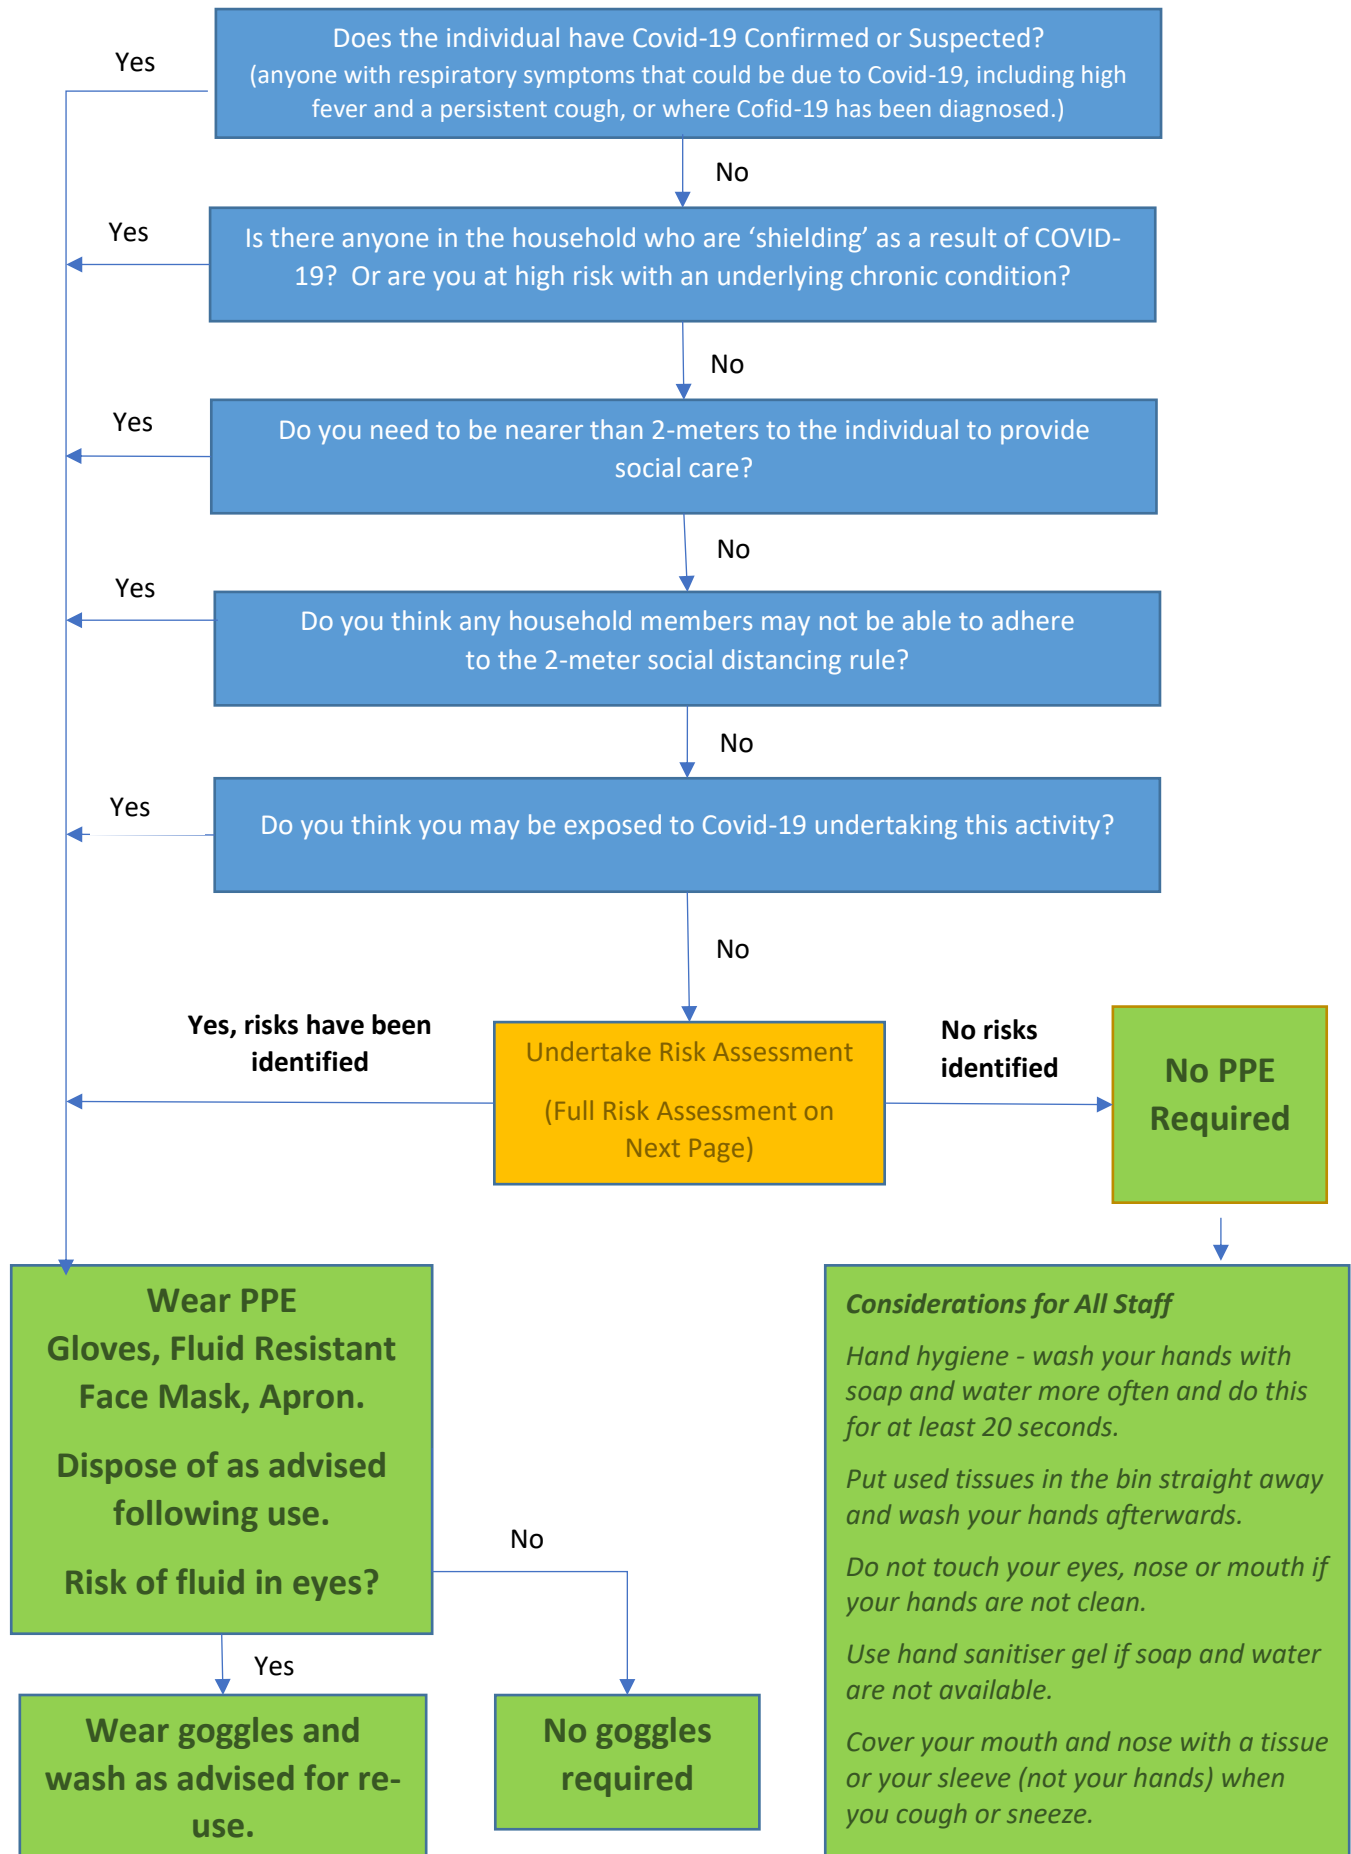 Does the individual have Covid-19 Confirmed or Suspected?
(anyone with respiratory symptoms that could be due to Covid-19, including high
fever and a persistent cough, or where Cofid-19 has been diagnosed.)
Yes
No
Is there anyone in the household who are ‘shielding’ as a result of COVID-
19?  Or are you at high risk with an underlying chronic condition?
Yes
No
Do you need to be nearer than 2-meters to the individual to provide
social care?
Yes
No
Do you think any household members may not be able to adhere
to the 2-meter social distancing rule?
Yes
No
Do you think you may be exposed to Covid-19 undertaking this activity?
Yes
No
Yes, risks have been
identified
Undertake Risk Assessment
(Full Risk Assessment on
Next Page)
No risks
identified
No PPE
Required
Wear PPE
Gloves, Fluid Resistant
Face Mask, Apron.
Dispose of as advised
following use.
Risk of fluid in eyes?
No
Yes
Wear goggles and
wash as advised for re-
use.
No goggles
required
Considerations for All Staff
Hand hygiene - wash your hands with
soap and water more often and do this
for at least 20 seconds.
Put used tissues in the bin straight away
and wash your hands afterwards.
Do not touch your eyes, nose or mouth if
your hands are not clean.
Use hand sanitiser gel if soap and water
are not available.
Cover your mouth and nose with a tissue
or your sleeve (not your hands) when
you cough or sneeze.